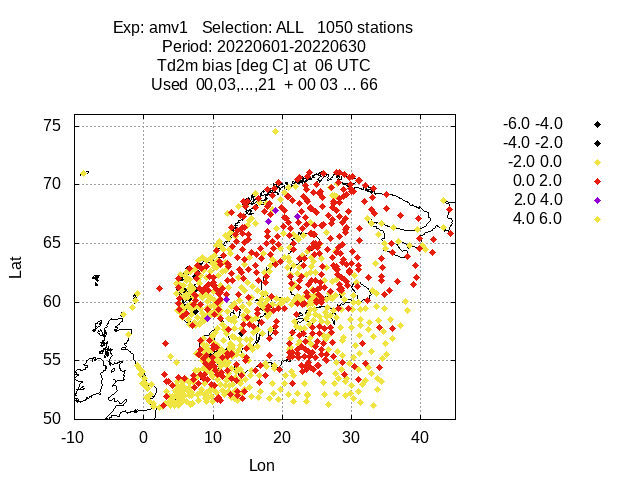 Exp: amv1   Selection: ALL   1050 stations
Period: 20220601-20220630
Td2m bias [deg C] at  06 UTC
Used  00,03,...,21  + 00 03 ... 66
-6.0 -4.0
-4.0 -2.0
-2.0 0.0
0.0 2.0
2.0 4.0
4.0 6.0
75
70
65
60
55
50
Lat
-10 0 10 20 30 40
Lon